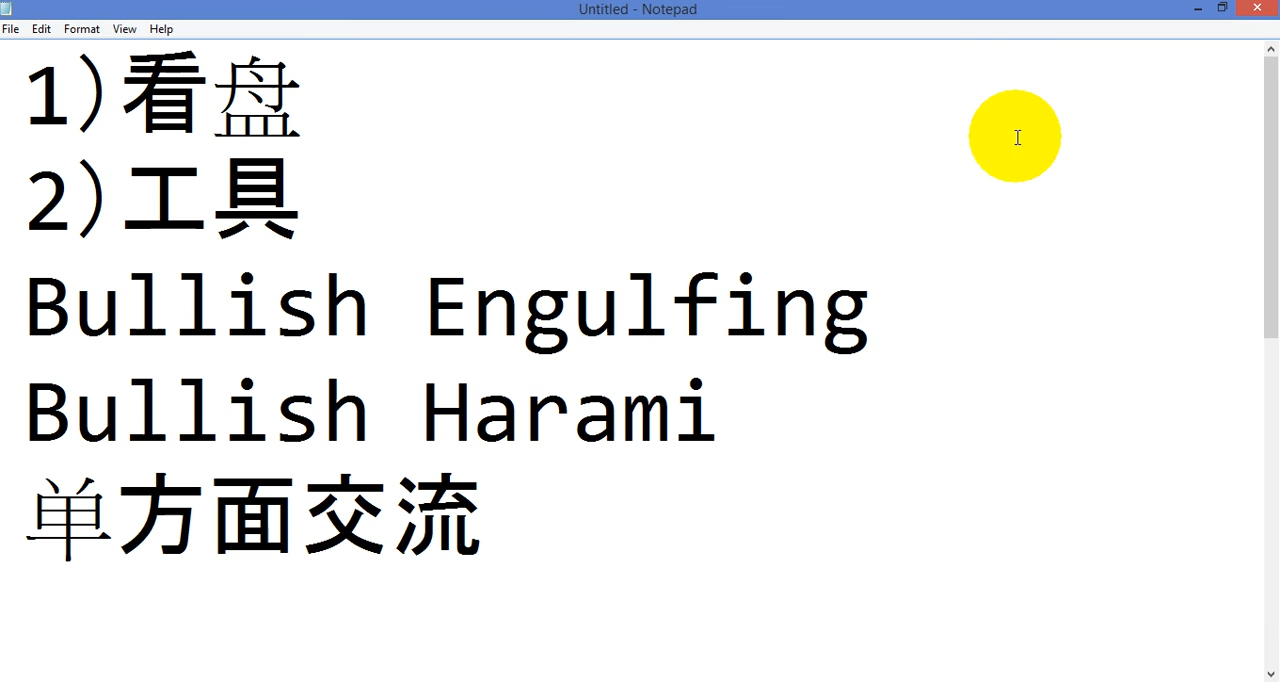 Untitled - Notepad
File Edit Format View Help
1)看盘
2)工具
Bullish Engulfing
Bullish Harami
单方面交流